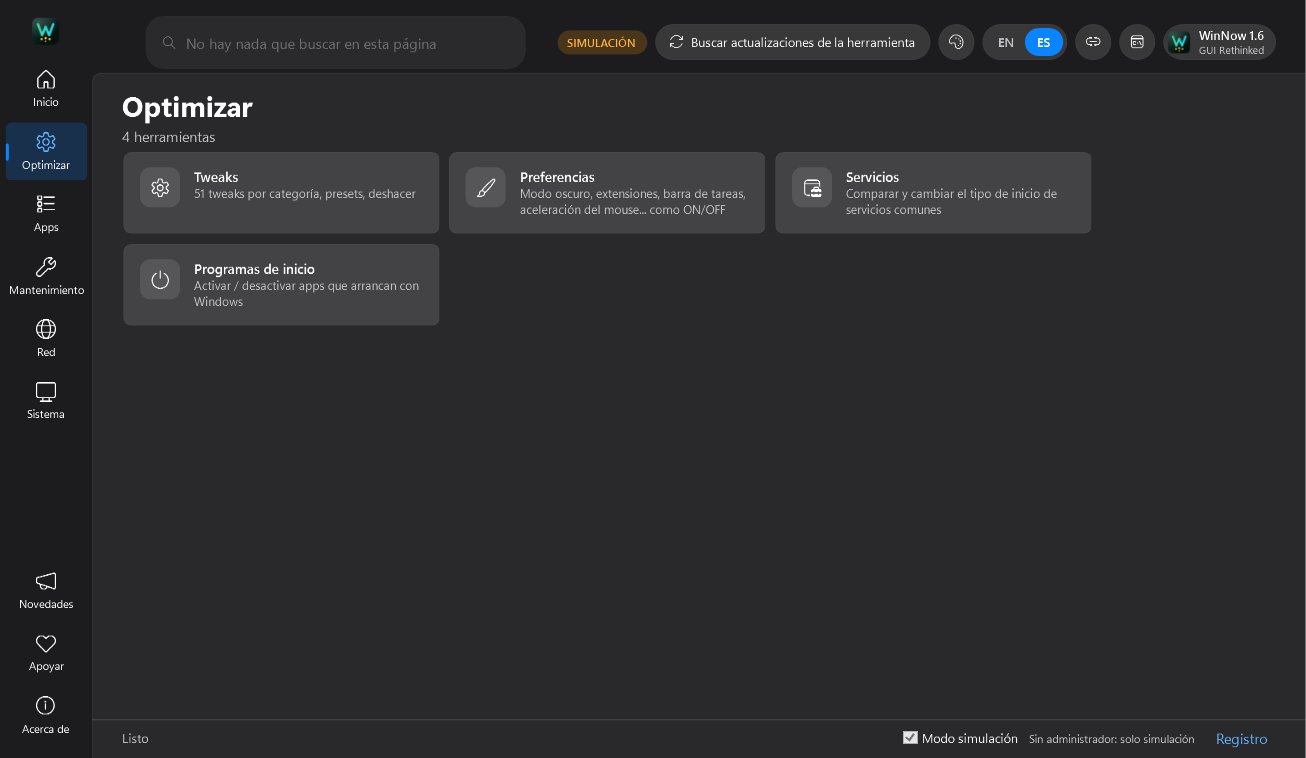 W
No hay nada que buscar en esta página
SIMULACIÓN
Buscar actualizaciones de la herramienta
EN
ES
W
WinNow 1.6
GUI Rethinked
Inicio
Optimizar
Apps
Mantenimiento
Red
Sistema
Novedades
Apoyar
Acerca de
Optimizar
4 herramientas
Tweaks
51 tweaks por categoría, presets, deshacer
Preferencias
Modo oscuro, extensiones, barra de tareas,
aceleración del mouse... como ON/OFF
Servicios
Comparar y cambiar el tipo de inicio de
servicios comunes
Programas de inicio
Activar / desactivar apps que arrancan con
Windows
Listo
Modo simulación
Sin administrador: solo simulación
Registro